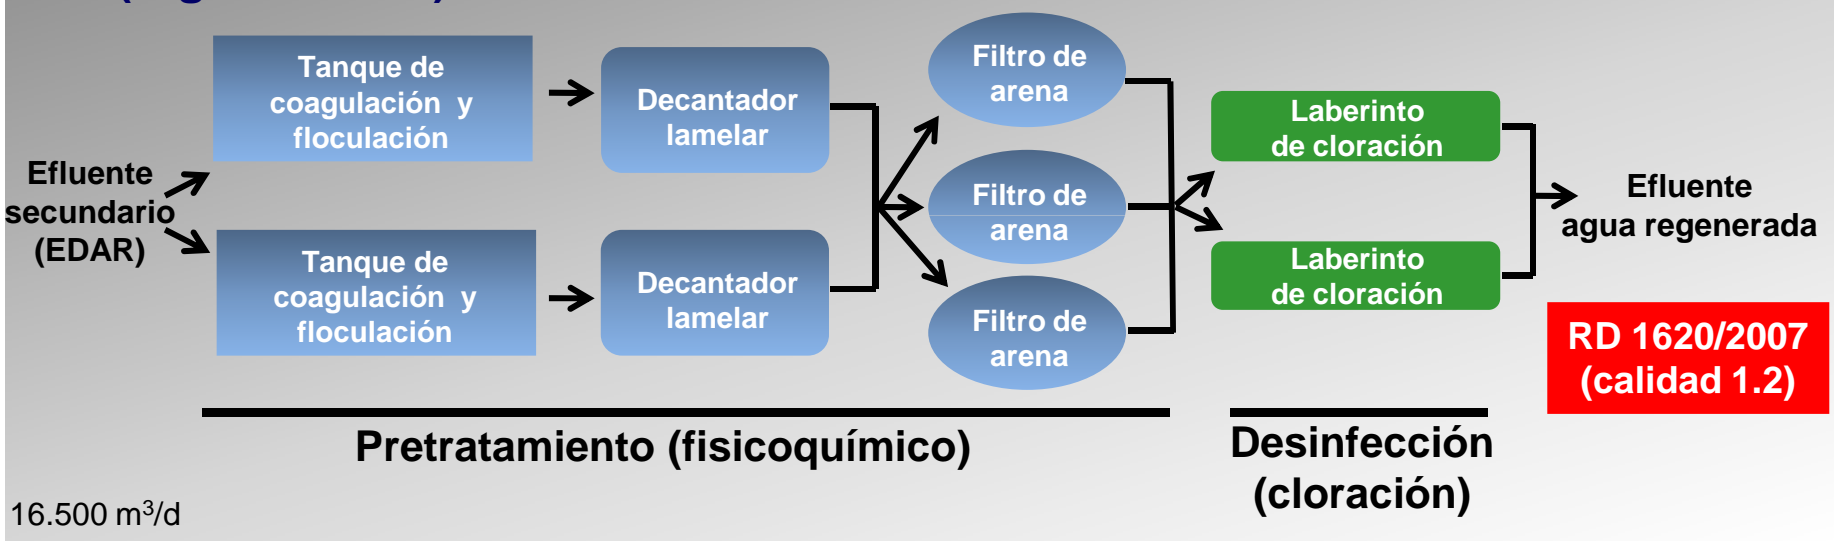 Efluente
secundario
(EDAR)
Tanque de
coagulación y
floculación
Tanque de
coagulación y
floculación
Decantador
lamelar
Decantador
lamelar
Filtro de
arena
Filtro de
arena
Filtro de
arena
Laberinto
de cloración
Laberinto
de cloración
Efluente
agua regenerada
RD 1620/2007
(calidad 1.2)
Pretratamiento (fisicoquímico)
Desinfección
(cloración)
16.500 m³/d